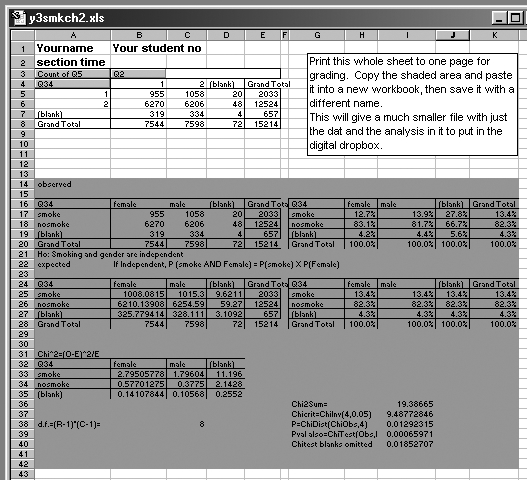 y3smkch2.xls
A B C D E F G H I J K
1 Yourname Your student no
2 section time
3 Count of Q5 Q2
4 Q34 1 2 (blank) Grand Total
5 1 955 1058 20 2033
6 2 6270 6206 48 12524
7 (blank) 319 334 4 657
8 Grand Total 7544 7598 72 15214
9
10
11
12
13
Print this whole sheet to one page for
grading. Copy the shaded area and paste
it into a new workbook, then save it with a
different name.
This will give a much smaller file with just
the dat and the analysis in it to put in the
digital dropbox.
14 observed
15
16 Q34 female male (blank) Grand Tota Q34 female male (blank) Grand Total
17 smoke 955 1058 20 2033 smoke 12.7% 13.9% 27.8% 13.4%
18 nosmoke 6270 6206 48 12524 nosmoke 83.1% 81.7% 66.7% 82.3%
19 (blank) 319 334 4 657 (blank) 4.2% 4.4% 5.6% 4.3%
20 Grand Total 7544 7598 72 15214 Grand Total 100.0% 100.0% 100.0% 100.0%
21 Ho: Smoking and gender are independent
22 expected If Independent, P (smoke AND Female) = P(smoke) X P(Female)
23
24 Q34 female male (blank) Grand Tota Q34 female male (blank) Grand Total
25 smoke 1008.0815 1015.3 9.6211 2033 smoke 13.4% 13.4% 13.4% 13.4%
26 nosmoke 6210.13908 6254.59 59.27 12524 nosmoke 82.3% 82.3% 82.3% 82.3%
27 (blank) 325.779414 328.111 3.1092 657 (blank) 4.3% 4.3% 4.3% 4.3%
28 Grand Total 7544 7598 72 15214 Grand Total 100.0% 100.0% 100.0% 100.0%
29
30
31 Chi^2=(O-E)^2/E
32 Q34 female male (blank)
33 smoke 2.79505778 1.79604 11.196
34 nosmoke 0.57701275 0.3775 2.1428
35 (blank) 0.14107844 0.10568 0.2552
36 Chi2Sum= 19.38665
37 Chicrit=ChiInv(4,0.05) 9.48772846
38 d.f.=(R-1)*(C-1)= 8 P=ChiDist(ChiObs,4) 0.01292315
39 Pval also=ChiTest(Obs,I 0.00065971
40 Chitest blanks omitted 0.01852707
41
42
43